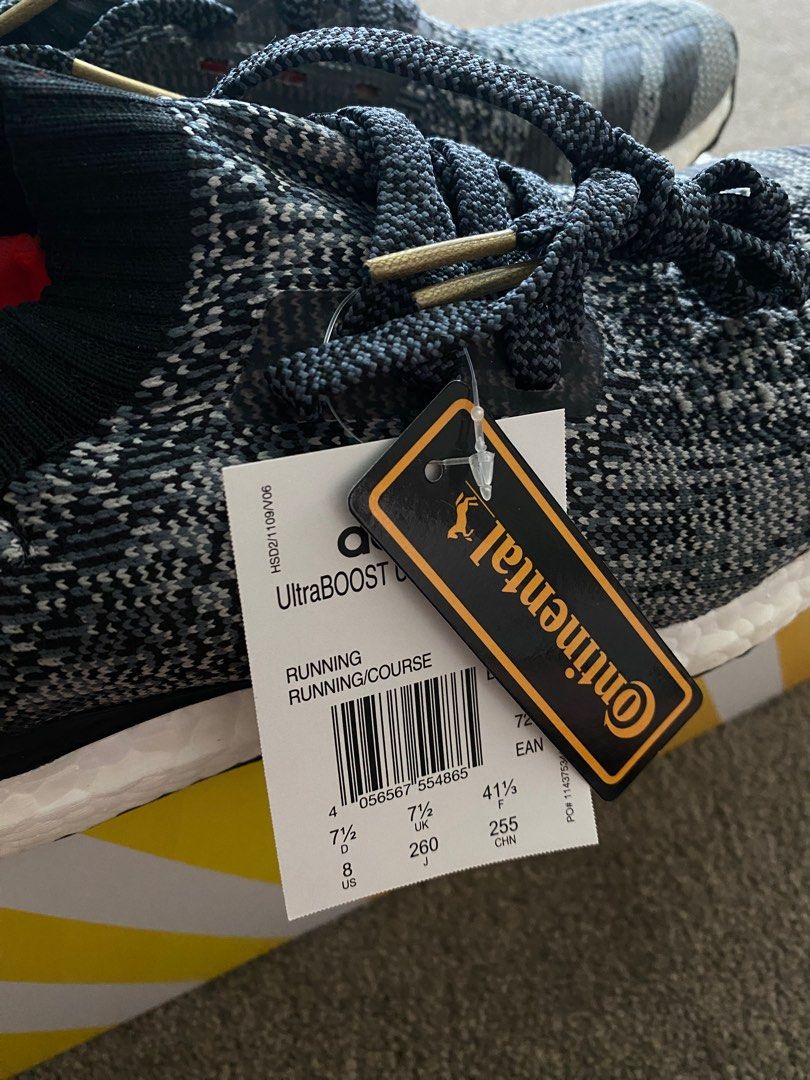 HSD2/1109/V06
UltraBOOST
RUNNING
RUNNING/COURSE
72
EAN
4 056567 554865
7½ 7½ 41⅓
D UK F
8 260 255
US J CHN
Continental